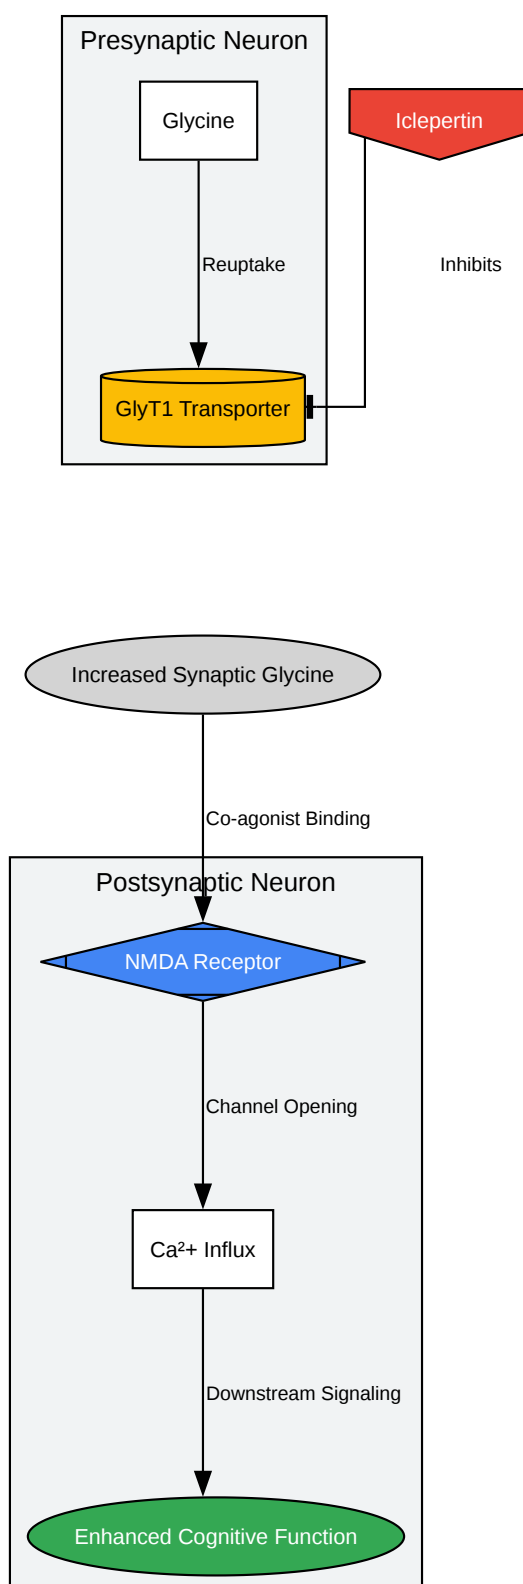 Presynaptic Neuron
Glycine
Iclepertin
Reuptake
Inhibits
GlyT1 Transporter
Increased Synaptic Glycine
Co-agonist Binding
Postsynaptic Neuron
NMDA Receptor
Channel Opening
Ca²+ Influx
Downstream Signaling
Enhanced Cognitive Function